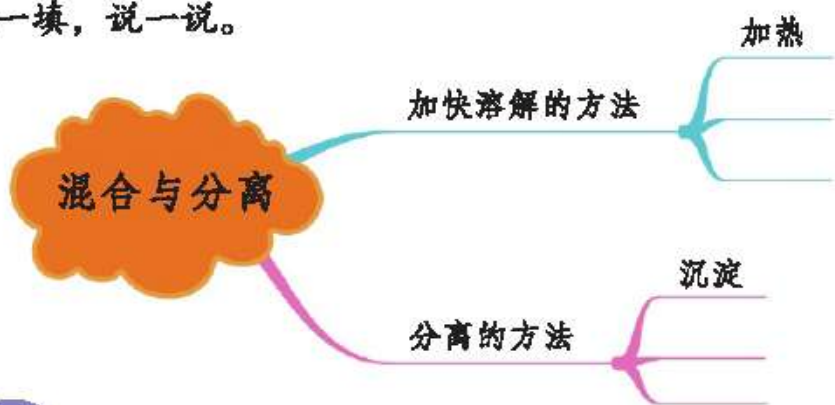 一填，说一说。
混合与分离
加快溶解的方法
加热
分离的方法
沉淀